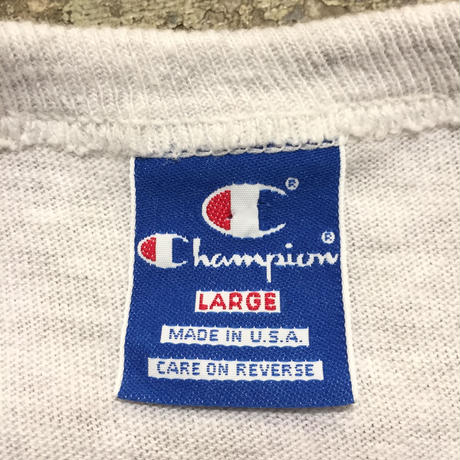 ®
Champion®
LARGE
MADE IN U.S.A.
CARE ON REVERSE